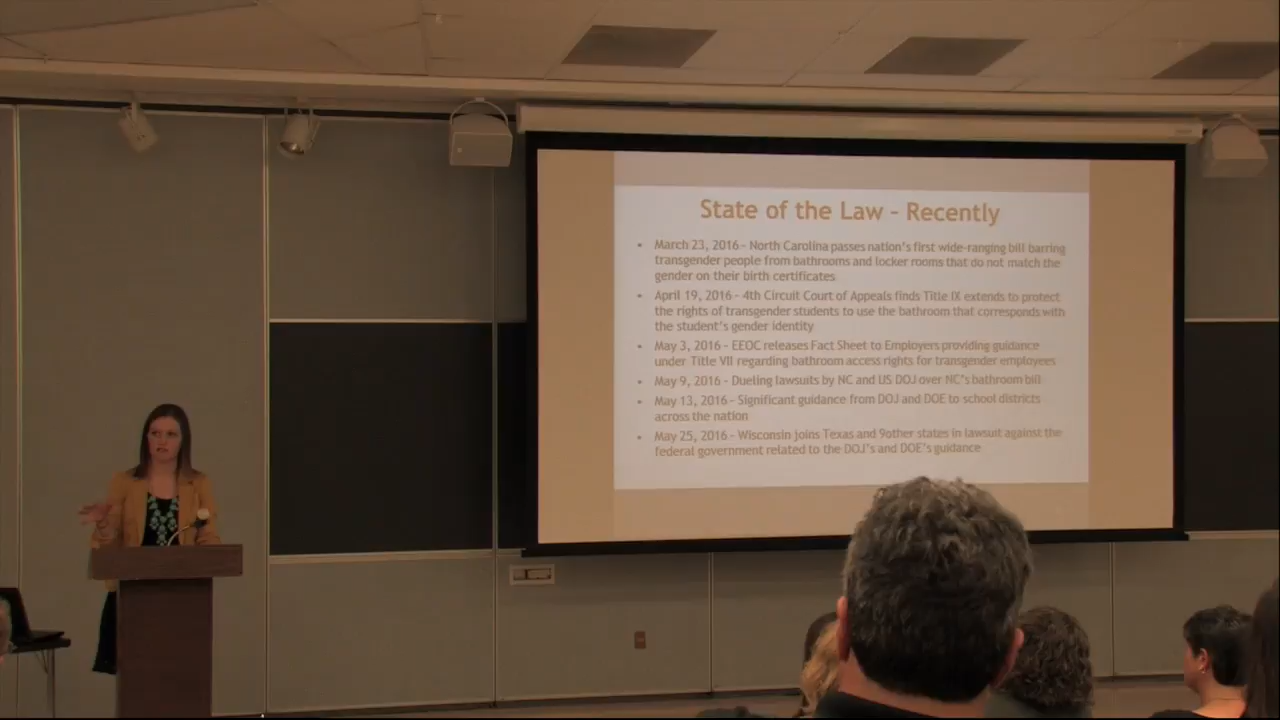 State of the Law – Recently
• March 23, 2016 – North Carolina passes nation's first wide-ranging bill barring
transgender people from bathrooms and locker rooms that do not match the
gender on their birth certificates
• April 19, 2016 – 4th Circuit Court of Appeals finds Title IX extends to protect
the rights of transgender students to use the bathroom that corresponds with
the student's gender identity
• May 3, 2016 – EEOC releases Fact Sheet to Employers providing guidance
under Title VII regarding bathroom access rights for transgender employees
• May 9, 2016 – Dueling lawsuits by NC and US DOJ over NC's bathroom bill
• May 13, 2016 – Significant guidance from DOJ and DOE to school districts
across the nation
• May 25, 2016 – Wisconsin joins Texas and 9other states in lawsuit against the
federal government related to the DOJ's and DOE's guidance